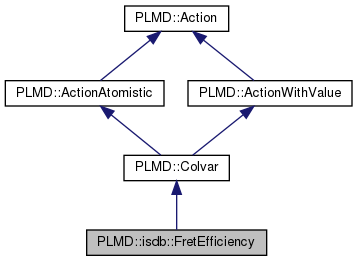 PLMD::Action
PLMD::ActionAtomistic
PLMD::ActionWithValue
PLMD::Colvar
PLMD::isdb::FretEfficiency